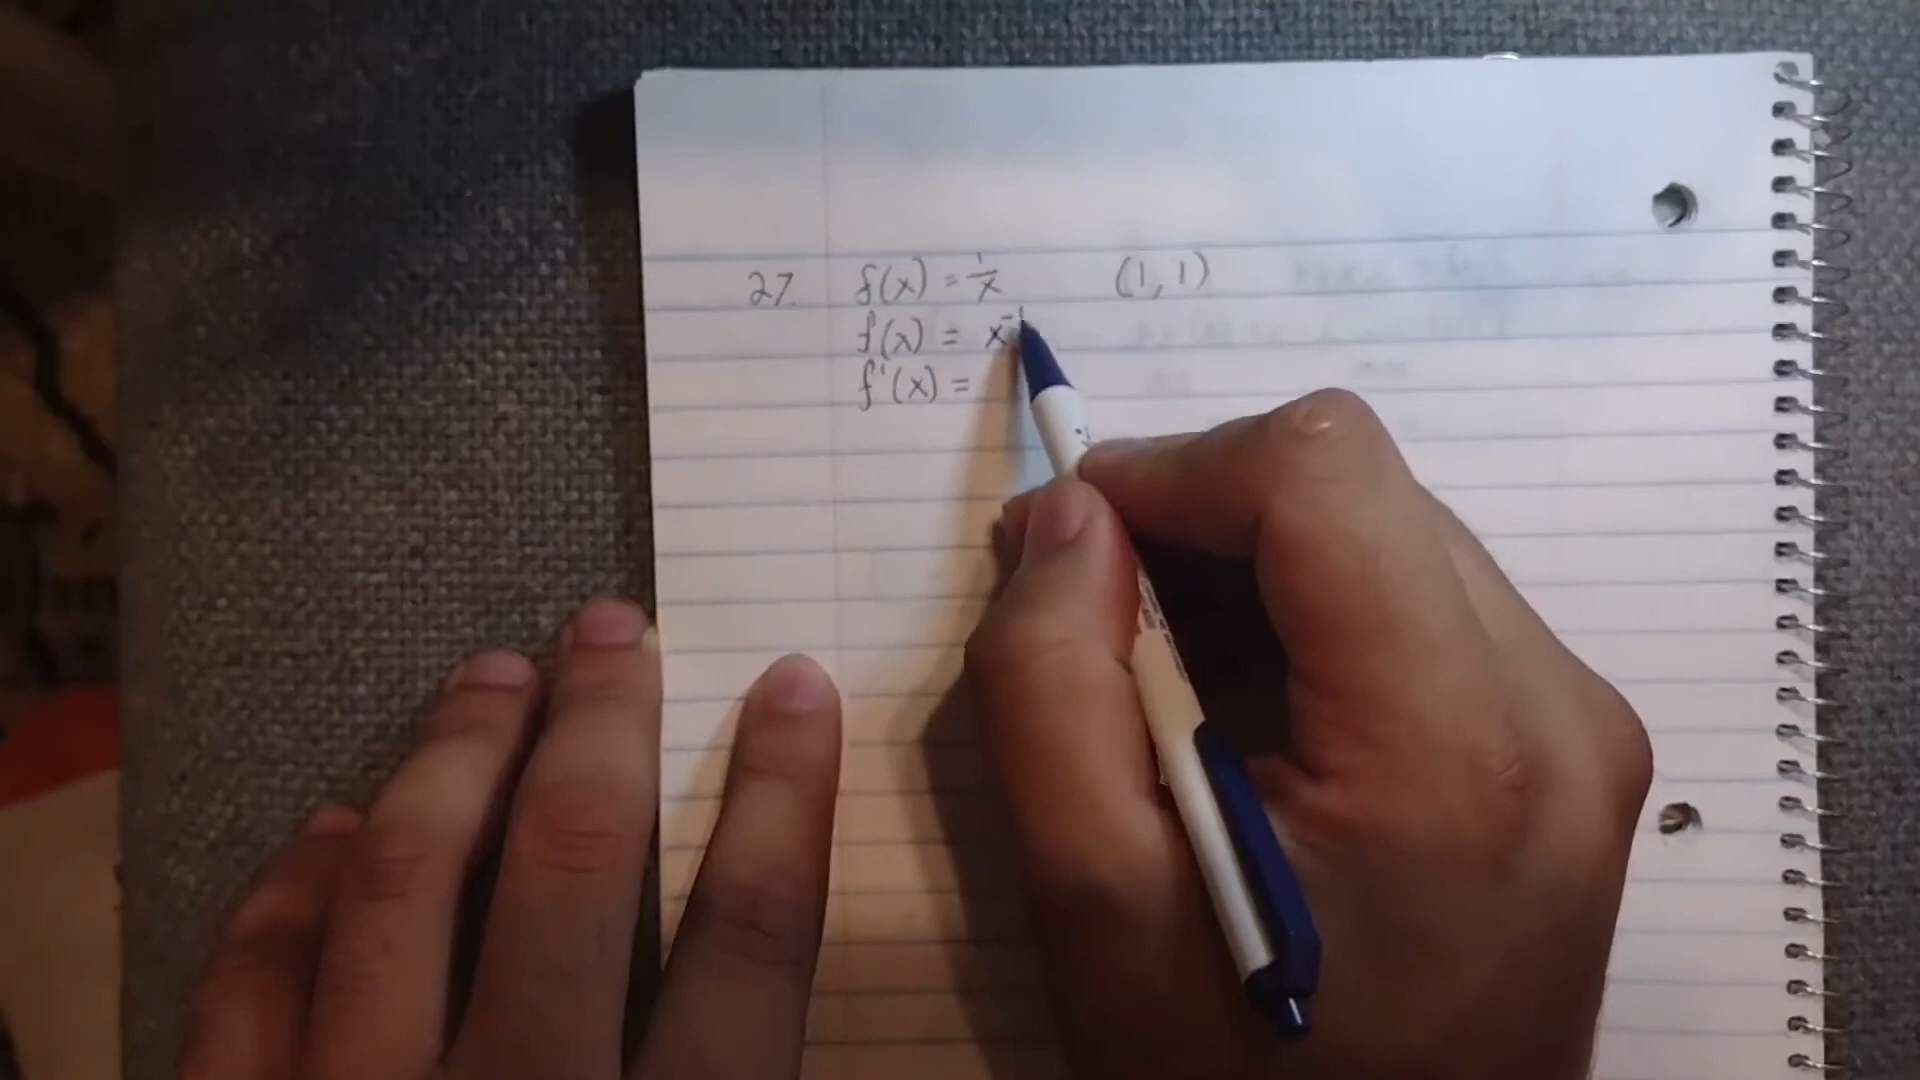 27. f(x) = 1/x (1, 1)
f(x) = x⁻¹
f'(x) =